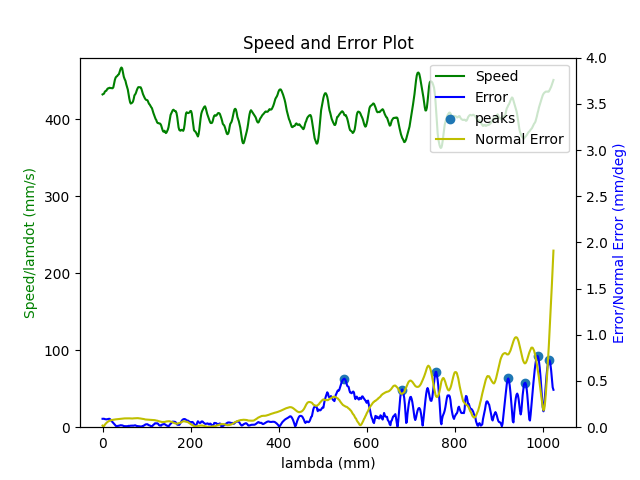 Speed and Error Plot
Speed
Error
peaks
Normal Error
Speed/lamdot (mm/s)
400
300
200
100
0
4.0
3.5
3.0
2.5
2.0
1.5
1.0
0.5
0.0
Error/Normal Error (mm/deg)
0
200
400
600
800
1000
lambda (mm)